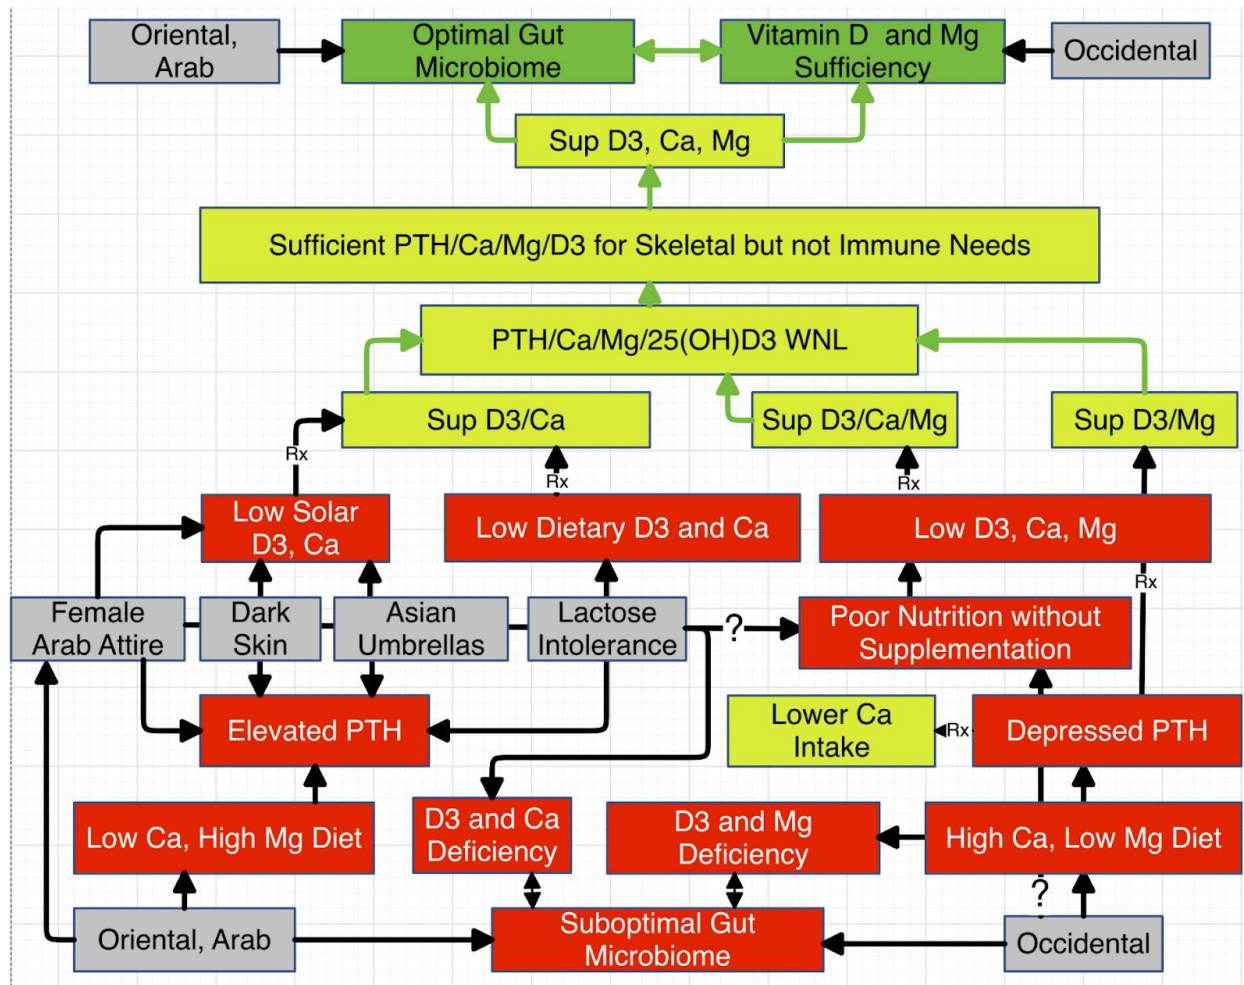 Oriental,
Arab
Optimal Gut
Microbiome
Vitamin D and Mg
Sufficiency
Occidental
Sup D3, Ca, Mg
Sufficient PTH/Ca/Mg/D3 for Skeletal but not Immune Needs
PTH/Ca/Mg/25(OH)D3 WNL
Sup D3/Ca
Sup D3/Ca/Mg
Sup D3/Mg
Rx
Rx
Rx
Low Solar
D3, Ca
Low Dietary D3 and Ca
Low D3, Ca, Mg
Rx
Female
Arab Attire
Dark
Skin
Asian
Umbrellas
Lactose
Intolerance
?
Poor Nutrition without
Supplementation
Elevated PTH
Lower Ca
Intake
Rx
Depressed PTH
Low Ca, High Mg Diet
D3 and Ca
Deficiency
D3 and Mg
Deficiency
High Ca, Low Mg Diet
?
Oriental, Arab
Suboptimal Gut
Microbiome
Occidental